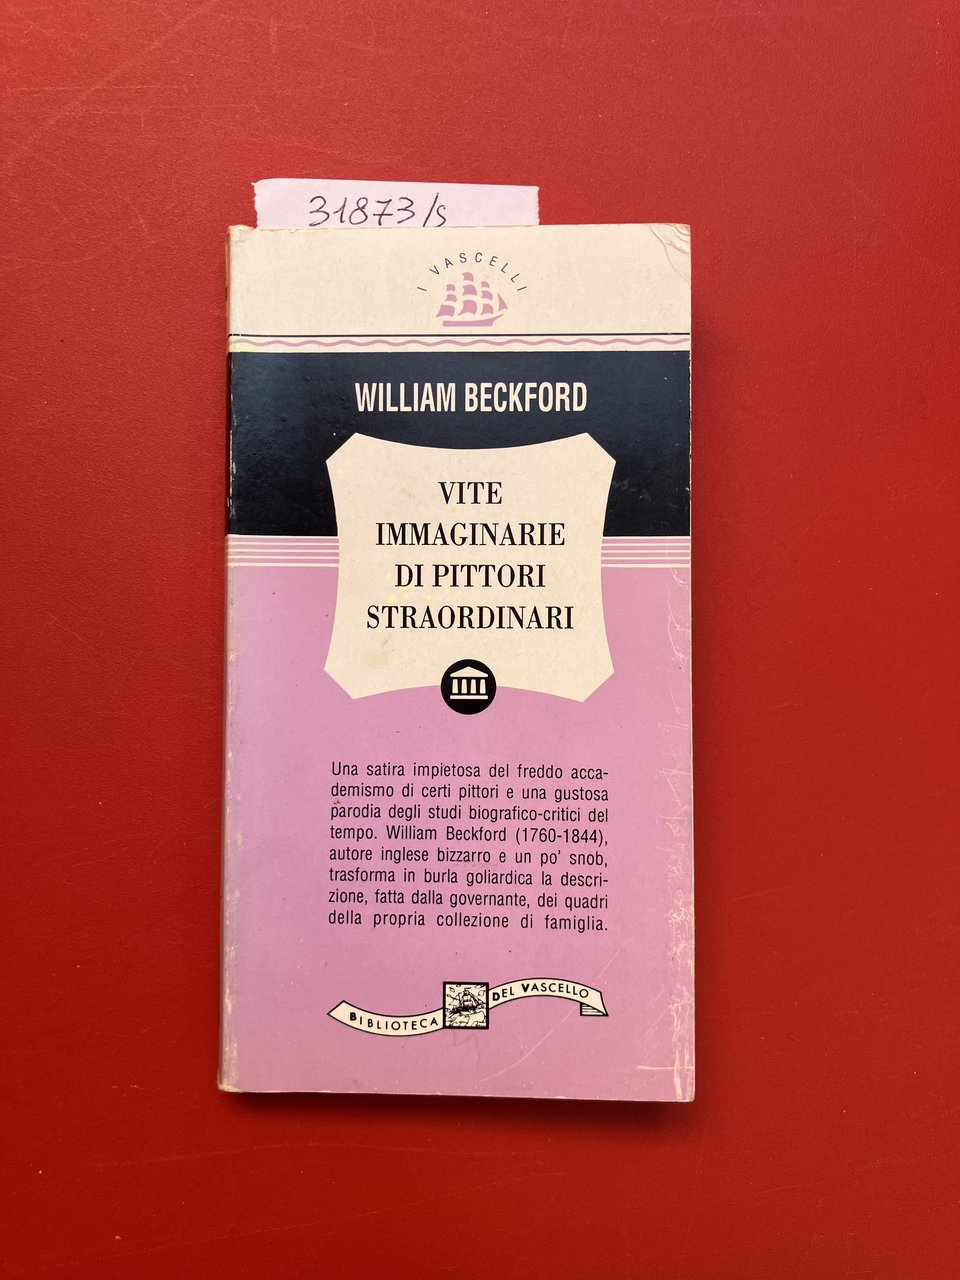 31873/s
I VASCELLI
WILLIAM BECKFORD
VITE
IMMAGINARIE
DI PITTORI
STRAORDINARI
Una satira impietosa del freddo acca-
demismo di certi pittori e una gustosa
parodia degli studi biografico-critici del
tempo. William Beckford (1760-1844),
autore inglese bizzarro e un po' snob,
trasforma in burla goliardica la descri-
zione, fatta dalla governante, dei quadri
della propria collezione di famiglia.
BIBLIOTECA DEL VASCELLO